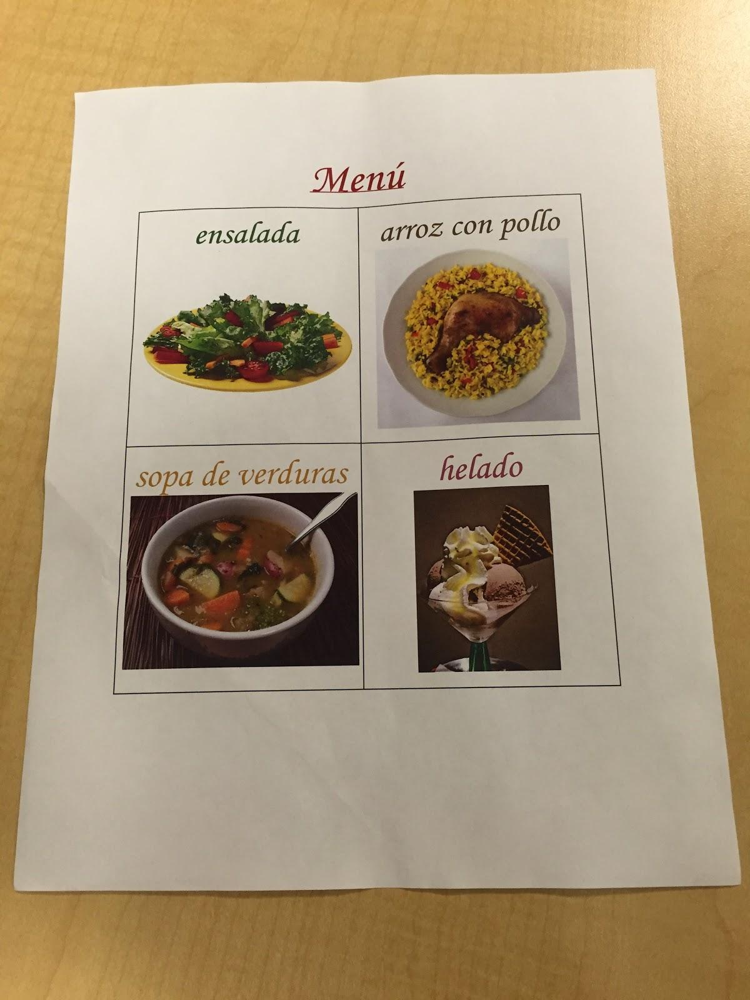 Menú
ensalada
arroz con pollo
sopa de verduras
helado